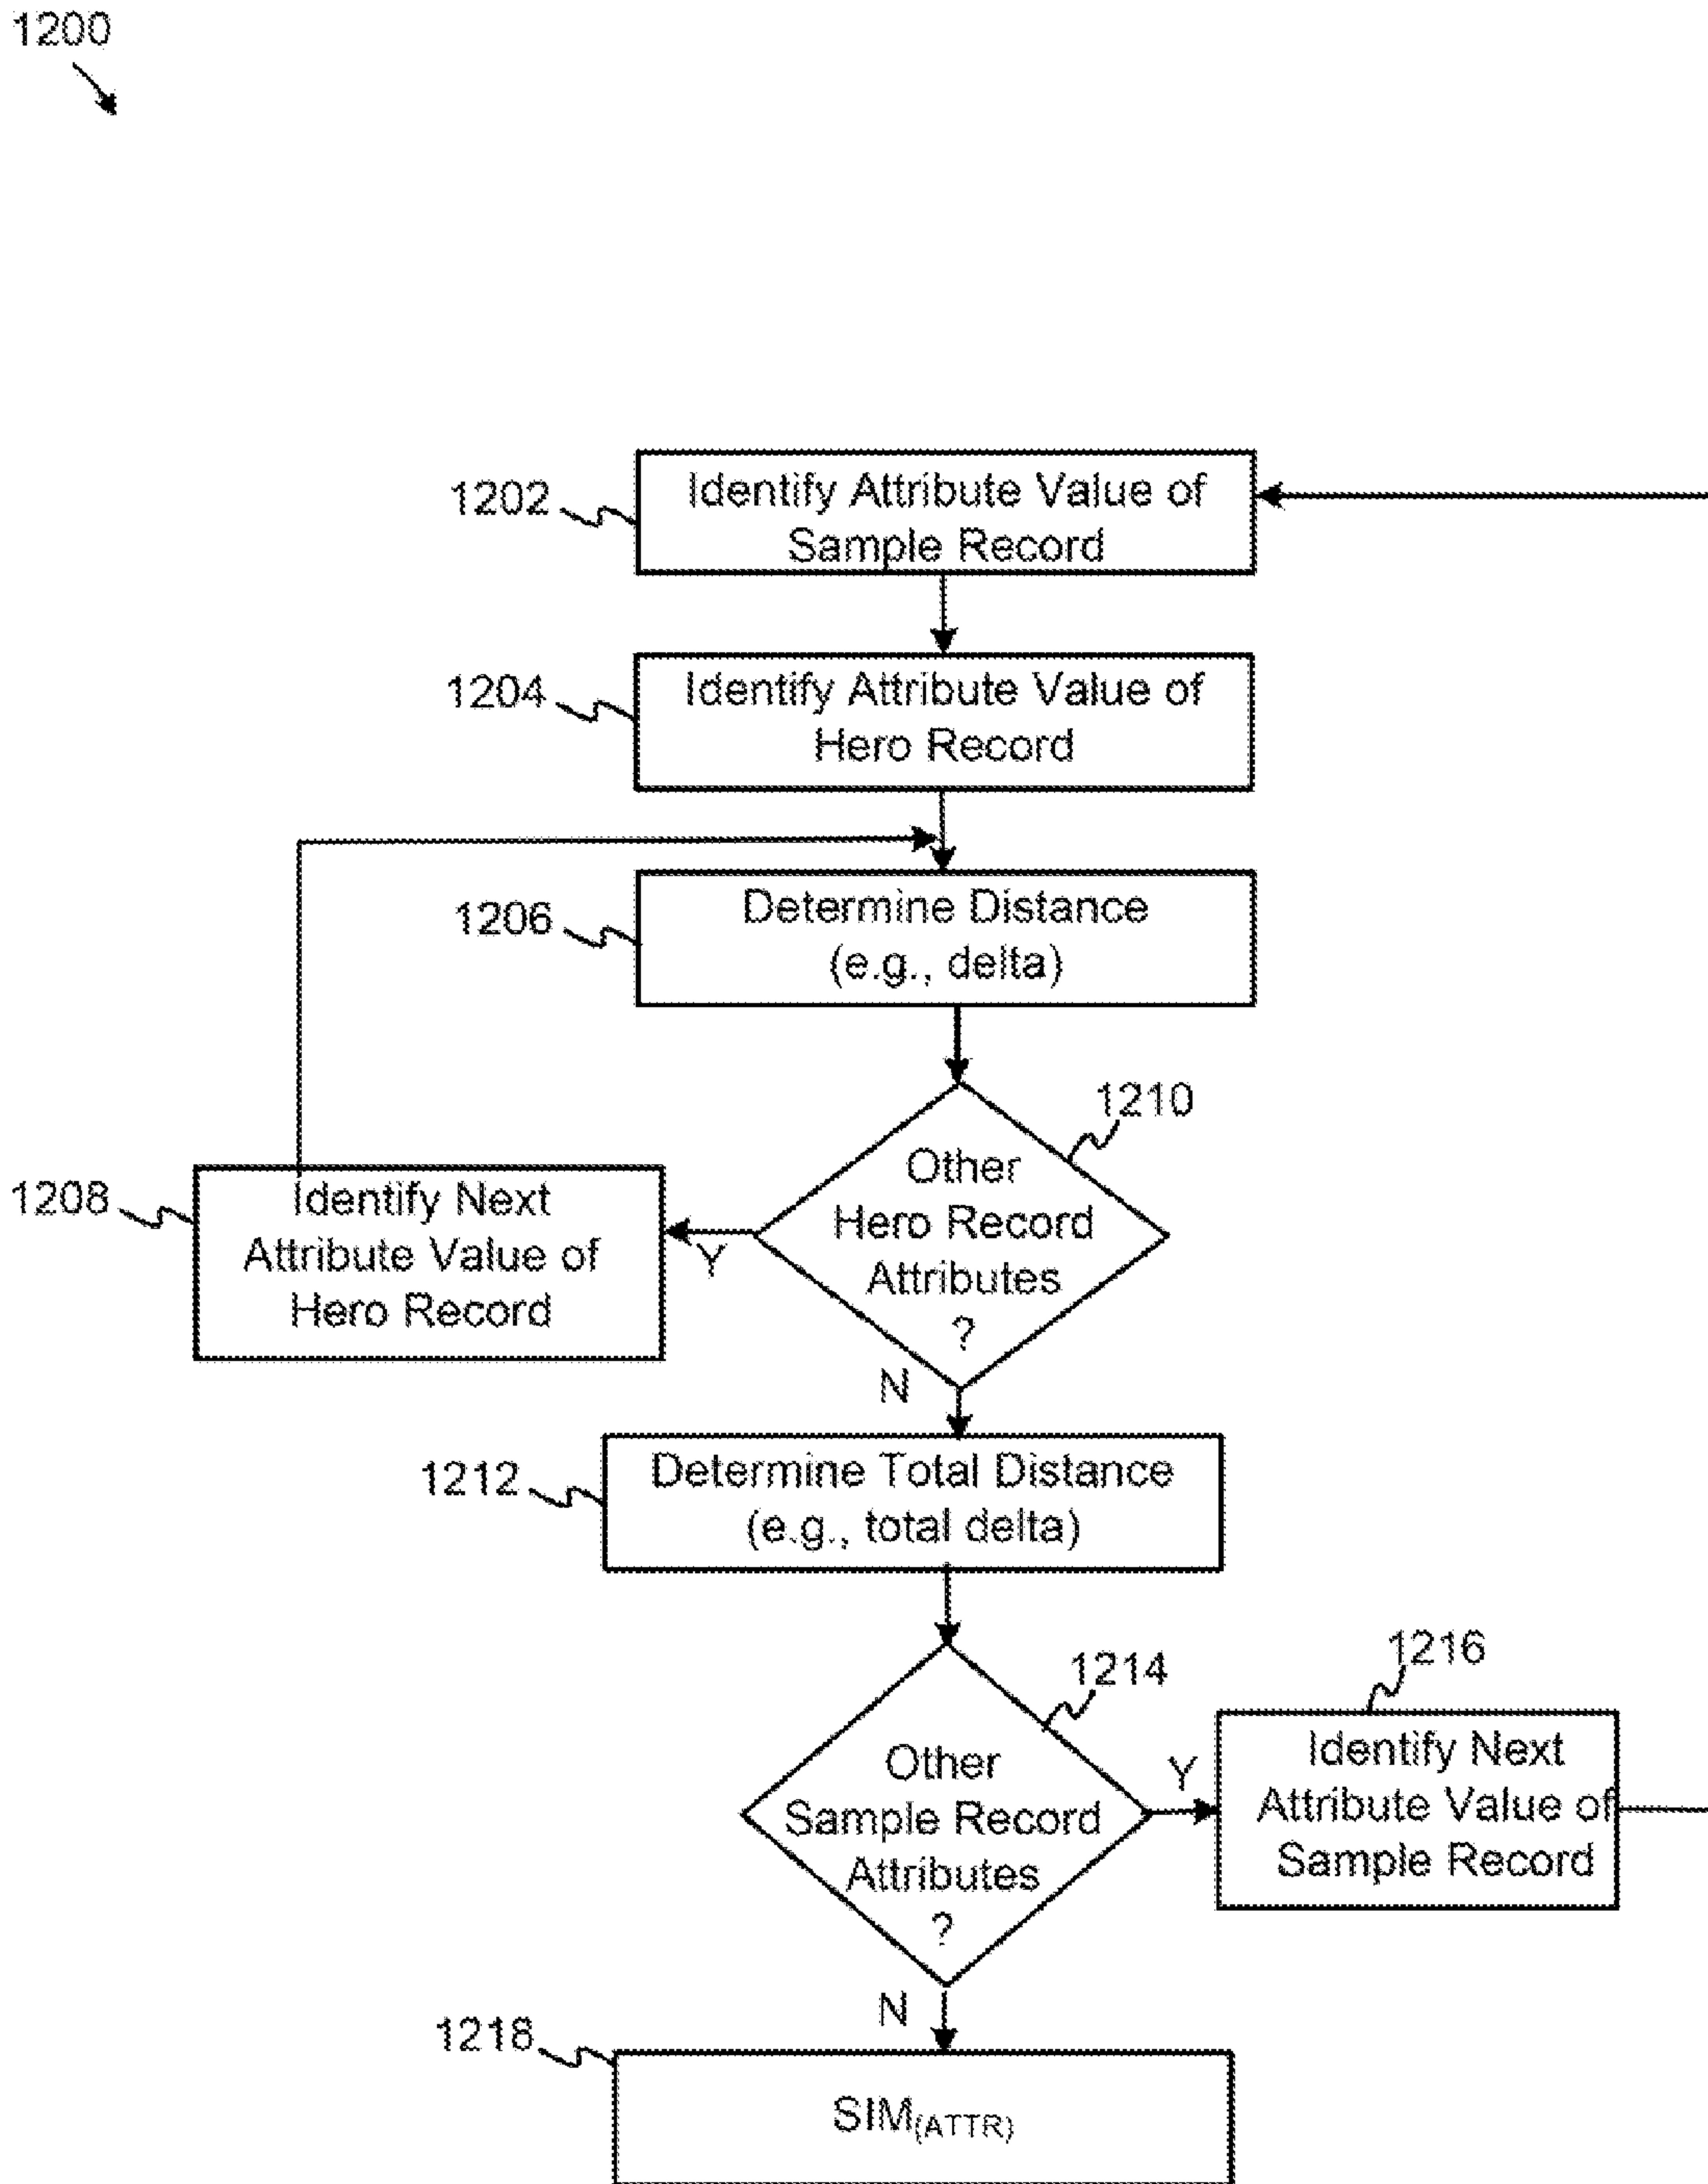 1200
1202
Identify Attribute Value of
Sample Record
1204
Identify Attribute Value of
Hero Record
1206
Determine Distance
(e.g., delta)
1210
Other
Hero Record
Attributes
?
Y
1208
Identify Next
Attribute Value of
Hero Record
N
1212
Determine Total Distance
(e.g., total delta)
1214
Other
Sample Record
Attributes
?
Y
1216
Identify Next
Attribute Value of
Sample Record
N
1218
SIM(ATTR)